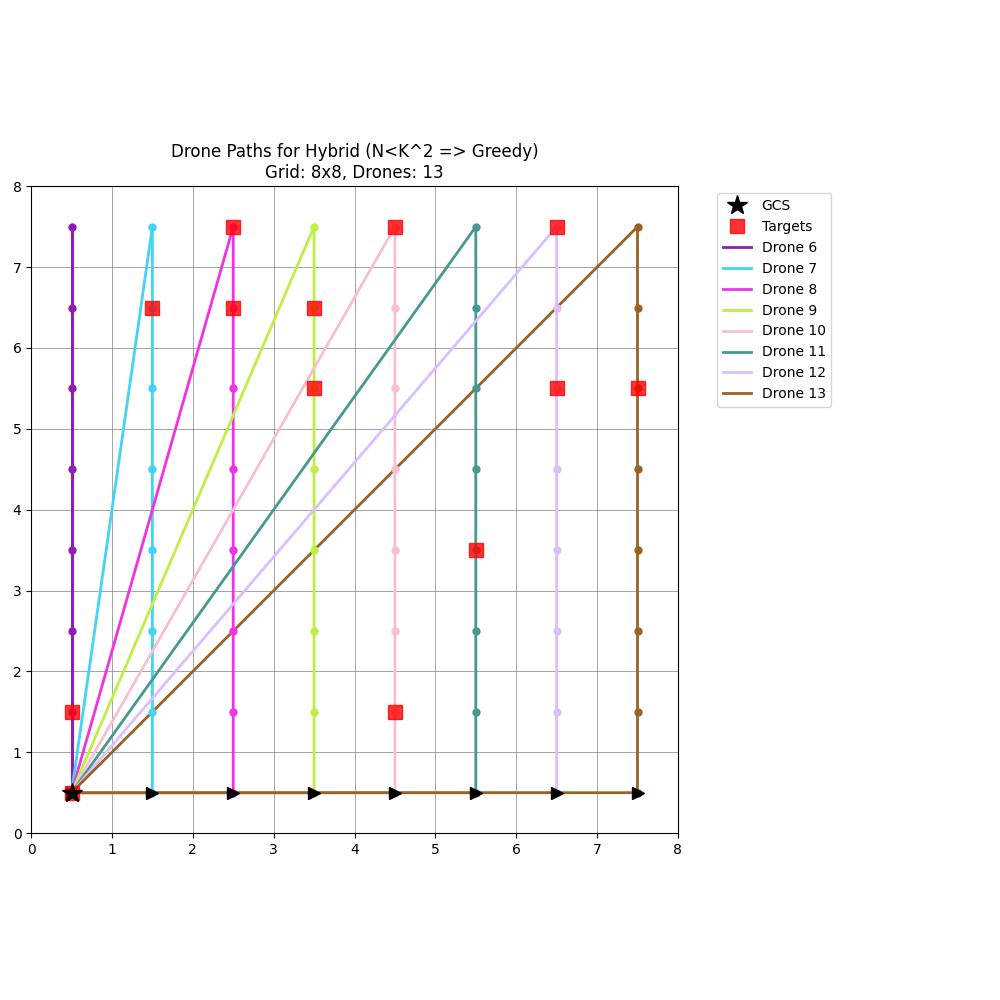 Drone Paths for Hybrid (N<K^2 => Greedy)
Grid: 8x8, Drones: 13
GCS
Targets
Drone 6
Drone 7
Drone 8
Drone 9
Drone 10
Drone 11
Drone 12
Drone 13
8
7
6
5
4
3
2
1
0
0 1 2 3 4 5 6 7 8